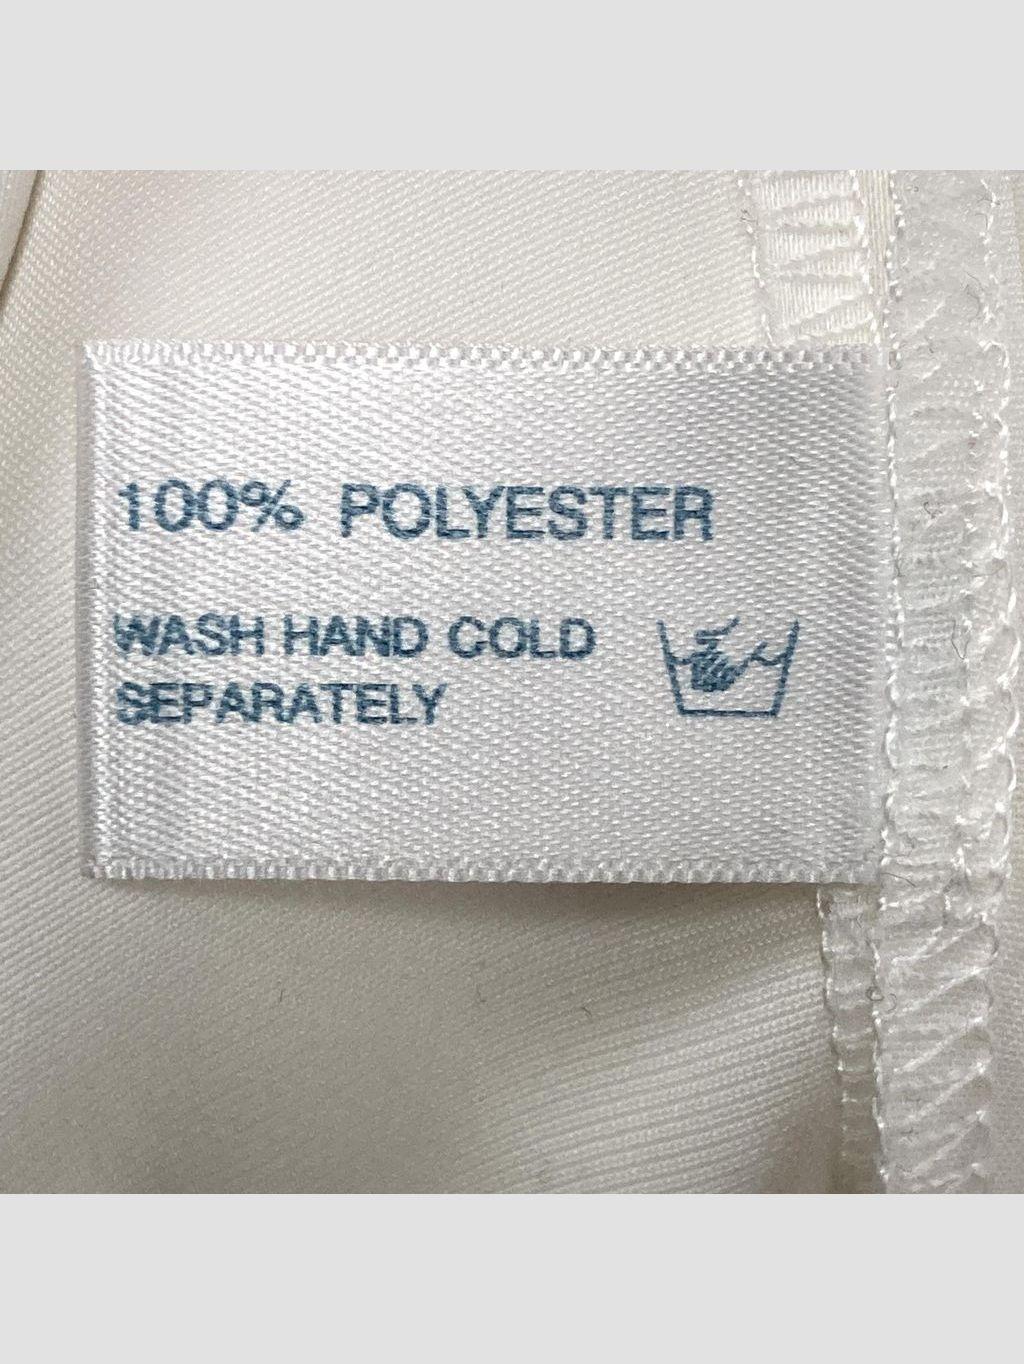 100% POLYESTER
WASH HAND COLD
SEPARATELY